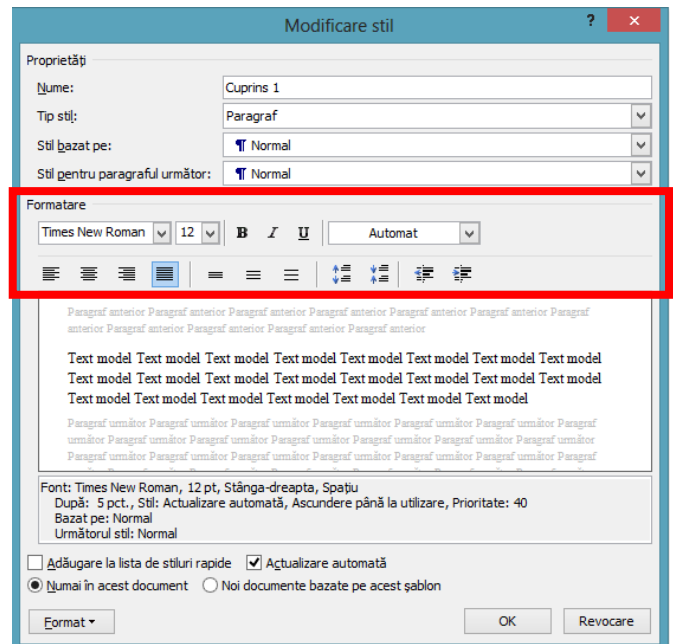 Modificare stil ? ×
Proprietăți
Nume: Cuprins 1
Tip stil: Paragraf
Stil bazat pe: ¶ Normal
Stil pentru paragraful următor: ¶ Normal
Formatare
Times New Roman 12 B I U Automat
Paragraf anterior Paragraf anterior Paragraf anterior Paragraf anterior Paragraf anterior Paragraf
anterior Paragraf anterior Paragraf anterior Paragraf anterior Paragraf anterior
Text model Text model Text model Text model Text model Text model Text model Text model
Text model Text model Text model Text model Text model Text model Text model Text model
Text model Text model Text model Text model Text model Text model Text model
Paragraf următor Paragraf următor Paragraf următor Paragraf următor Paragraf următor Paragraf
următor Paragraf următor Paragraf următor Paragraf următor Paragraf următor Paragraf următor
Paragraf următor Paragraf următor Paragraf următor Paragraf următor Paragraf următor Paragraf
Font: Times New Roman, 12 pt, Stânga-dreapta, Spațiu
După: 5 pct., Stil: Actualizare automată, Ascundere până la utilizare, Prioritate: 40
Bazat pe: Normal
Următorul stil: Normal
Adăugare la lista de stiluri rapide Actualizare automată
Numai în acest document Noi documente bazate pe acest șablon
Format OK Revocare